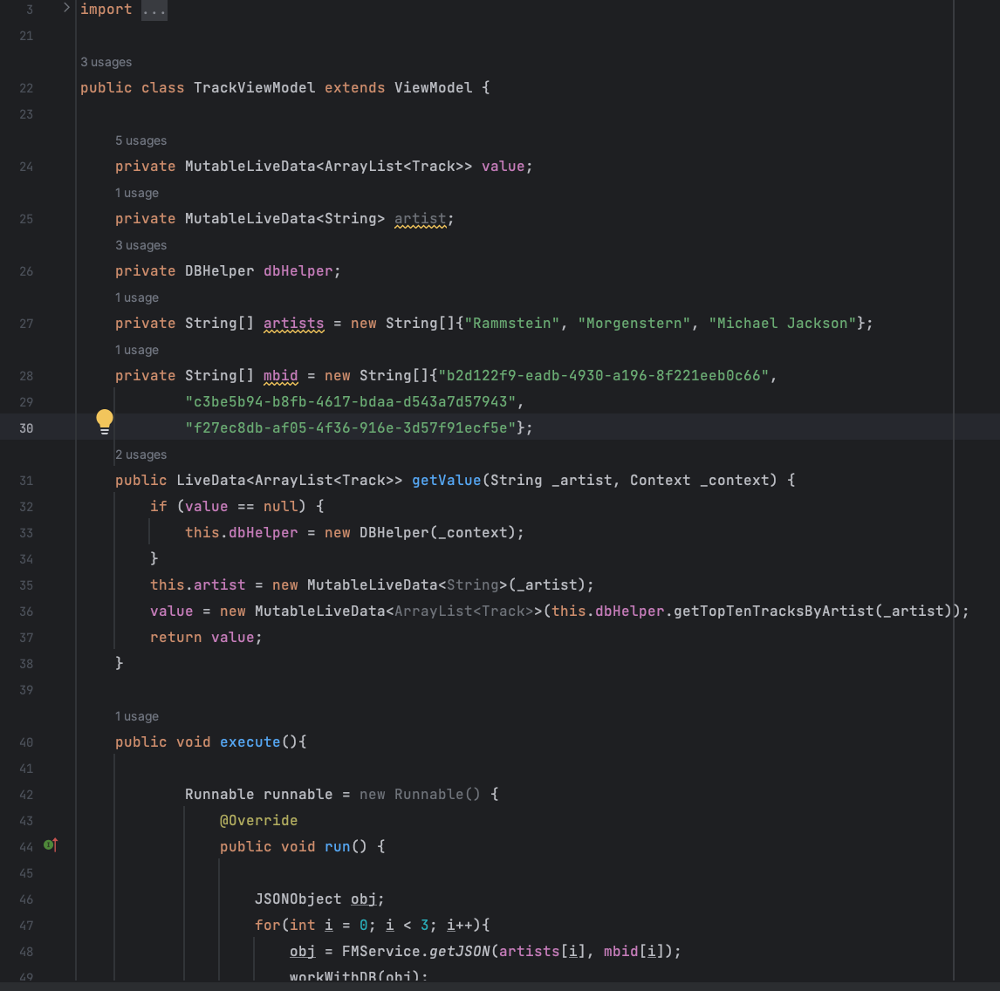 3 import ...
21
3 usages
22 public class TrackViewModel extends ViewModel {
23
5 usages
24 private MutableLiveData<ArrayList<Track>> value;
1 usage
25 private MutableLiveData<String> artist;
3 usages
26 private DBHelper dbHelper;
1 usage
27 private String[] artists = new String[]{"Rammstein", "Morgenstern", "Michael Jackson"};
1 usage
28 private String[] mbid = new String[]{"b2d122f9-eadb-4930-a196-8f221eeb0c66",
29 "c3be5b94-b8fb-4617-bdaa-d543a7d57943",
30 "f27ec8db-af05-4f36-916e-3d57f91ecf5e"};
2 usages
31 public LiveData<ArrayList<Track>> getValue(String _artist, Context _context) {
32 if (value == null) {
33 this.dbHelper = new DBHelper(_context);
34 }
35 this.artist = new MutableLiveData<String>(_artist);
36 value = new MutableLiveData<ArrayList<Track>>(this.dbHelper.getTopTenTracksByArtist(_artist));
37 return value;
38 }
39
1 usage
40 public void execute(){
41
42 Runnable runnable = new Runnable() {
43 @Override
44 public void run() {
45
46 JSONObject obj;
47 for(int i = 0; i < 3; i++){
48 obj = FMService.getJSON(artists[i], mbid[i]);
49 workWithDB(obj);